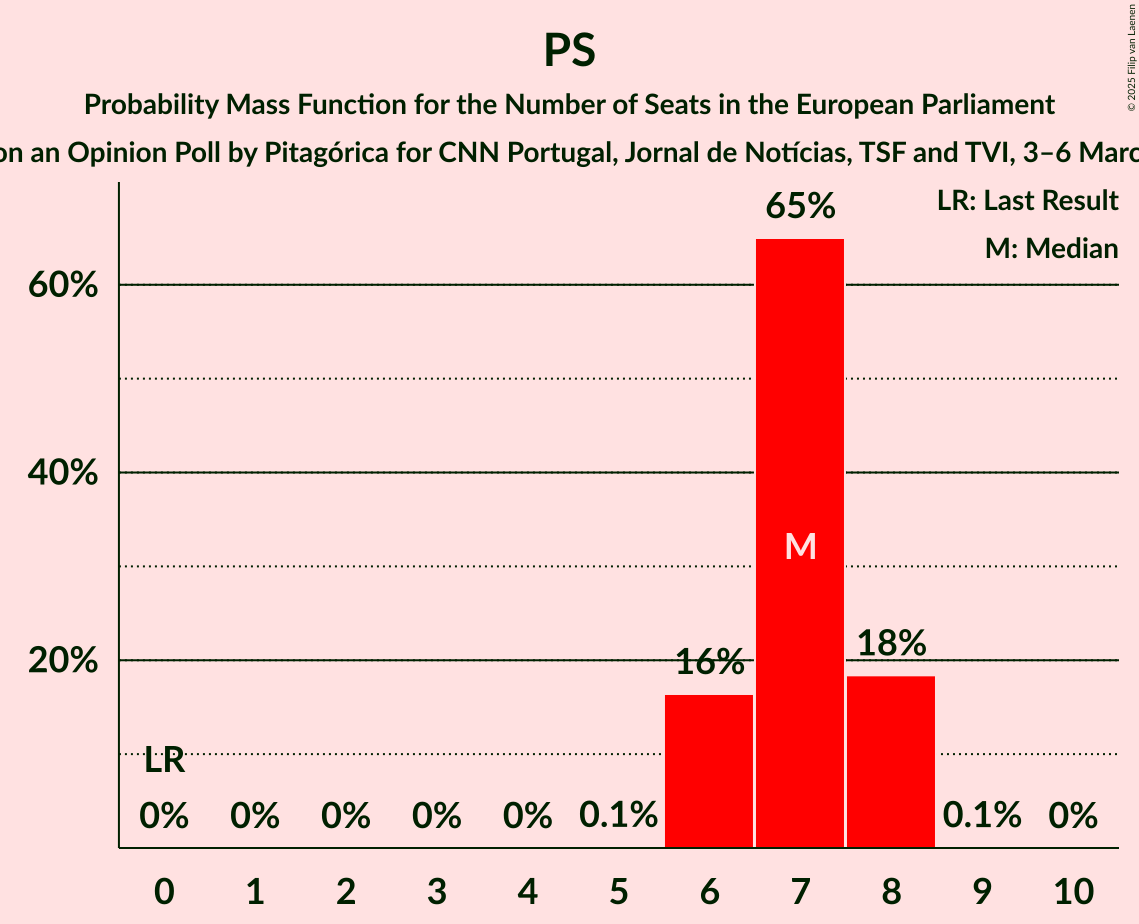 PS
Probability Mass Function for the Number of Seats in the European Parliament
on an Opinion Poll by Pitagórica for CNN Portugal, Jornal de Notícias, TSF and TVI, 3–6 Marc
© 2025 Filip van Laenen
LR: Last Result
M: Median
65%
60%
40%
M
20%
16%
18%
LR
0%
0%
0%
0%
0%
0.1%
0.1%
0%
0 1 2 3 4 5 6 7 8 9 10